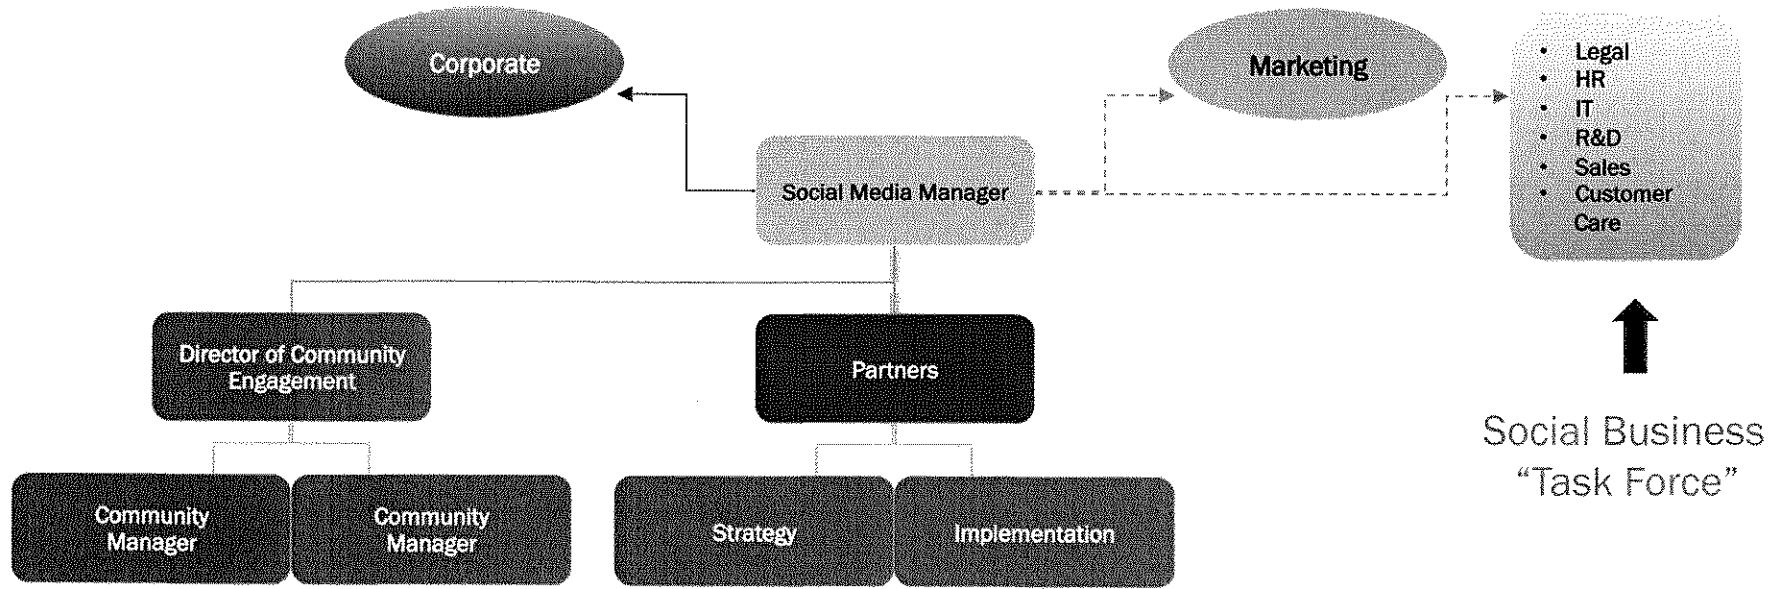 Corporate
Marketing
• Legal
• HR
• IT
• R&D
• Sales
• Customer
Care
Social Media Manager
Director of Community
Engagement
Partners
Social Business
“Task Force”
Community
Manager
Community
Manager
Strategy
Implementation